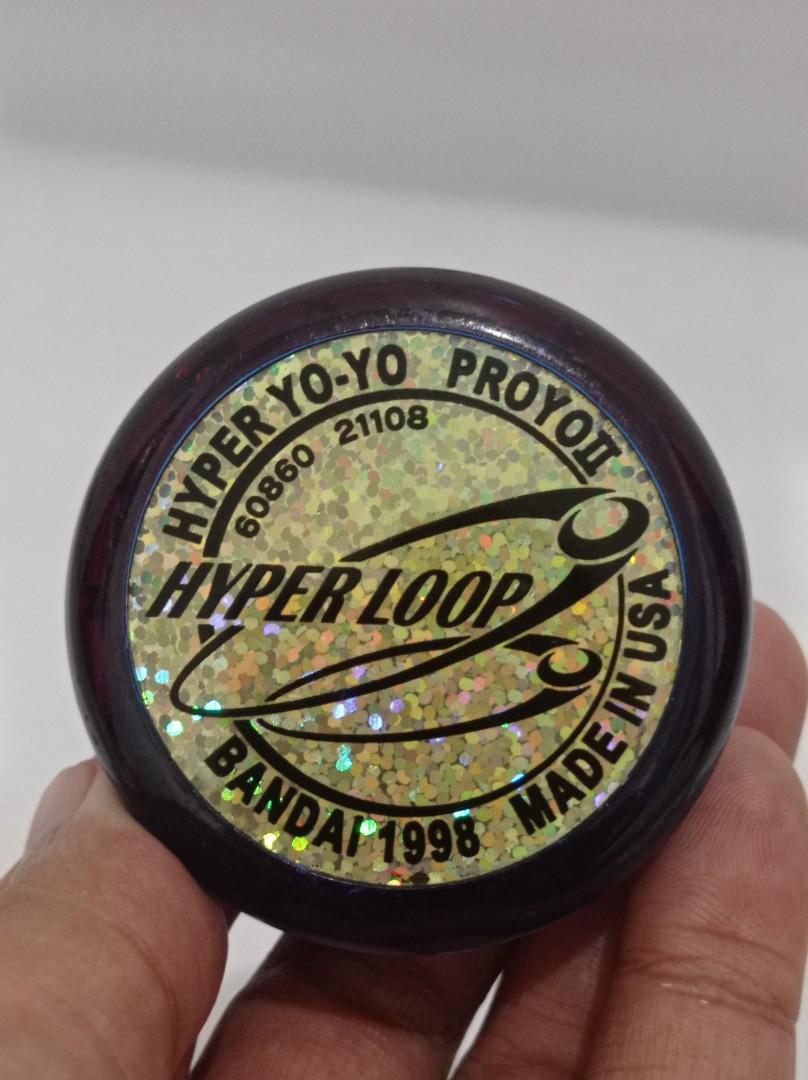 HYPER YO-YO PROYOII
60860 21108
HYPER LOOP
BANDAI 1998 MADE IN USA